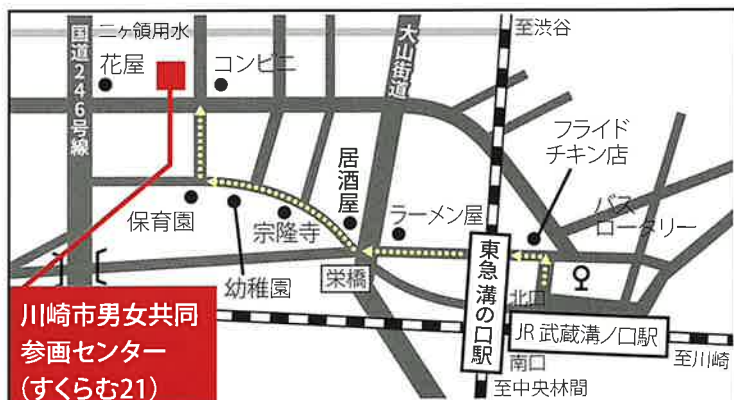 国道246号線
二ヶ領用水
花屋
コンビニ
大山街道
至渋谷
フライド
チキン店
居酒屋
ラーメン屋
バス
ロータリー
保育園
宗隆寺
幼稚園
栄橋
東急 溝の口駅
北口
JR 武蔵溝ノ口駅
南口
至川崎
至中央林間
川崎市男女共同
参画センター
(すくらむ21)